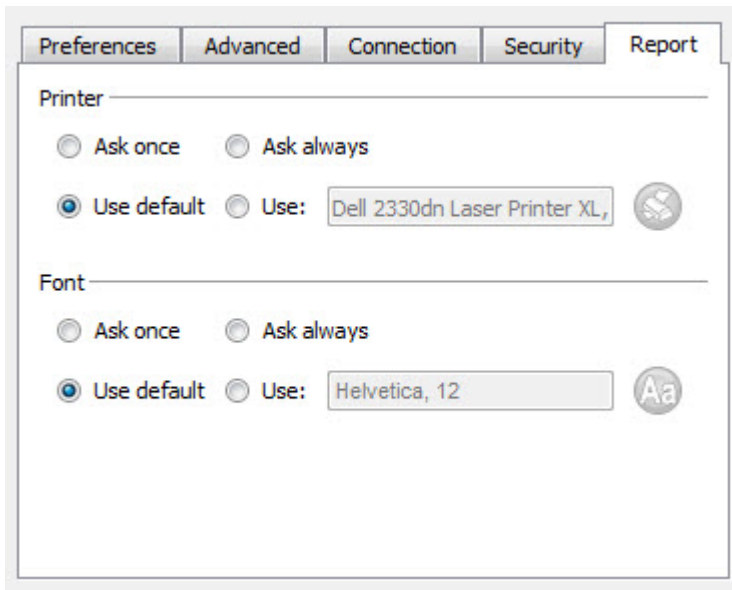 Preferences Advanced Connection Security Report
Printer
Ask once Ask always
Use default Use: Dell 2330dn Laser Printer XL,
Font
Ask once Ask always
Use default Use: Helvetica, 12 Aa